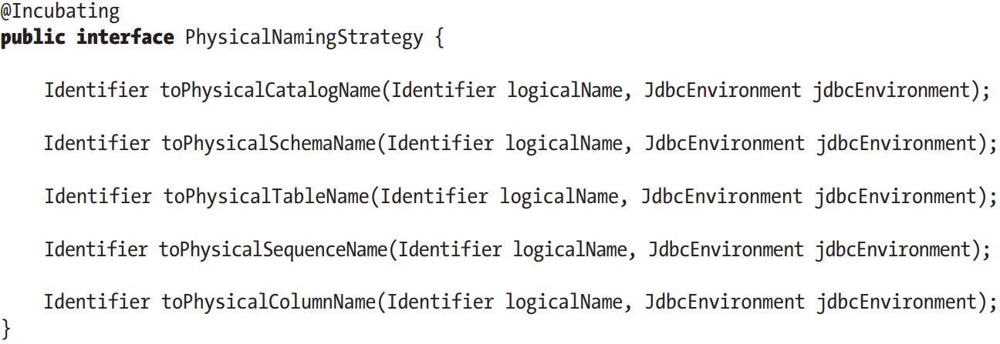 @Incubating
public interface PhysicalNamingStrategy {
Identifier toPhysicalCatalogName(Identifier logicalName, JdbcEnvironment jdbcEnvironment);
Identifier toPhysicalSchemaName(Identifier logicalName, JdbcEnvironment jdbcEnvironment);
Identifier toPhysicalTableName(Identifier logicalName, JdbcEnvironment jdbcEnvironment);
Identifier toPhysicalSequenceName(Identifier logicalName, JdbcEnvironment jdbcEnvironment);
Identifier toPhysicalColumnName(Identifier logicalName, JdbcEnvironment jdbcEnvironment);
}